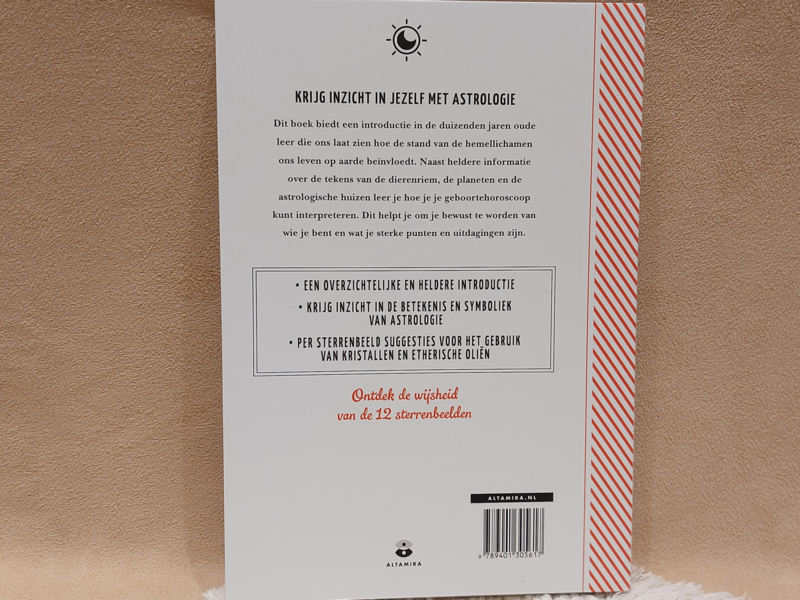 KRIJG INZICHT IN JEZELF MET ASTROLOGIE
Dit boek biedt een introductie in de duizenden jaren oude
leer die ons laat zien hoe de stand van de hemellichamen
ons leven op aarde beïnvloedt. Naast heldere informatie
over de tekens van de dierenriem, de planeten en de
astrologische huizen leer je hoe je je geboortehoroscoop
kunt interpreteren. Dit helpt je om je bewust te worden van
wie je bent en wat je sterke punten en uitdagingen zijn.
• EEN OVERZICHTELIJKE EN HELDERE INTRODUCTIE
• KRIJG INZICHT IN DE BETEKENIS EN SYMBOLIEK
VAN ASTROLOGIE
• PER STERRENBEELD SUGGESTIES VOOR HET GEBRUIK
VAN KRISTALLEN EN ETHERISCHE OLIËN
Ontdek de wijsheid
van de 12 sterrenbeelden
ALTAMIRA.NL
9 789401 305617
ALTAMIRA